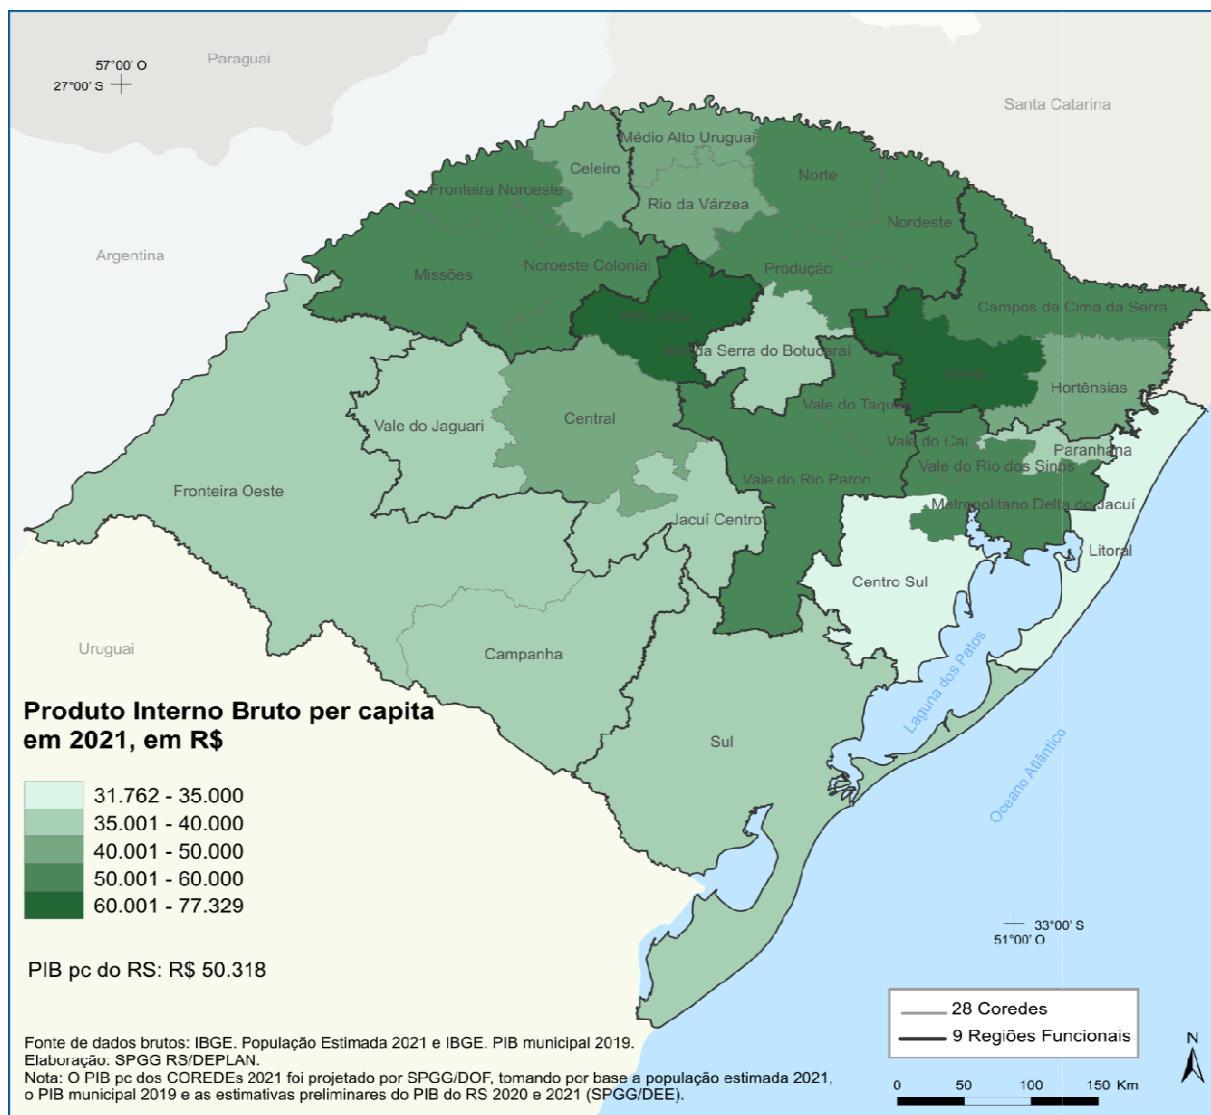 Paraguai
57°00' O
27°00' S
Santa Catarina
Médio Alto Uruguai
Celeiro
Norte
Fronteira Noroeste
Rio da Várzea
Nordeste
Argentina
Noroeste Colonial
Produção
Missões
Campos de Cima da Serra
da Serra do Botucaraí
Serra
Hortênsias
Vale do Taquari
Central
Vale do Jaguari
Vale do Caí
Paranhana
Vale do Rio dos Sinos
Vale do Rio Pardo
Fronteira Oeste
Metropolitano Delta do Jacuí
Jacuí Centro
Litoral
Centro Sul
Uruguai
Campanha
Laguna dos Patos
Sul
Oceano Atlântico
Produto Interno Bruto per capita
em 2021, em R$
31.762 - 35.000
35.001 - 40.000
40.001 - 50.000
50.001 - 60.000
60.001 - 77.329
33°00' S
51°00' O
PIB pc do RS: R$ 50.318
28 Coredes
9 Regiões Funcionais
Fonte de dados brutos: IBGE. População Estimada 2021 e IBGE. PIB municipal 2019.
Elaboração: SPGG RS/DEPLAN.
Nota: O PIB pc dos COREDEs 2021 foi projetado por SPGG/DOF, tomando por base a população estimada 2021,
o PIB municipal 2019 e as estimativas preliminares do PIB do RS 2020 e 2021 (SPGG/DEE).
N
0 50 100 150 Km